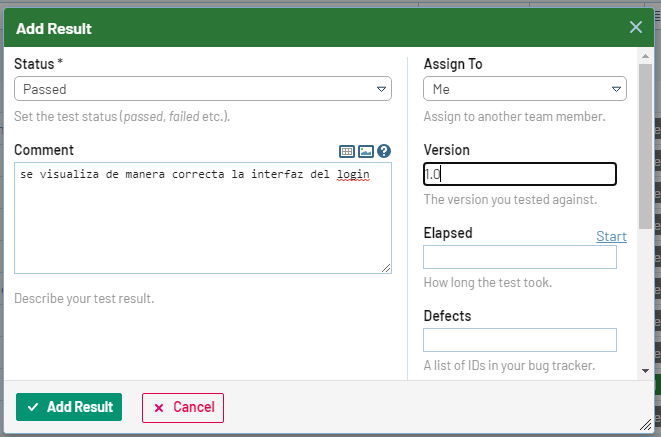 Add Result
Status *
Passed
Set the test status (passed, failed etc.).
Comment
se visualiza de manera correcta la interfaz del login
Describe your test result.
Assign To
Me
Assign to another team member.
Version
1.0
The version you tested against.
Elapsed
Start
How long the test took.
Defects
A list of IDs in your bug tracker.
Add Result
Cancel